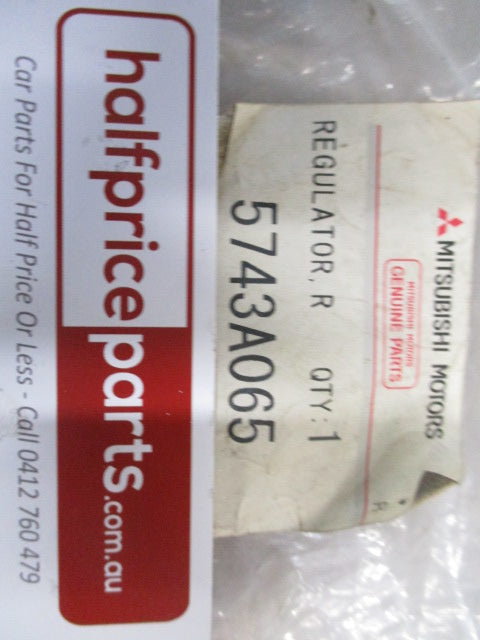 MITSUBISHI MOTORS
MITSUBISHI MOTORS
GENUINE PARTS
REGULATOR, R QTY:1
5743A065
halfpriceparts.com.au
Car Parts For Half Price Or Less - Call 0412 760 479